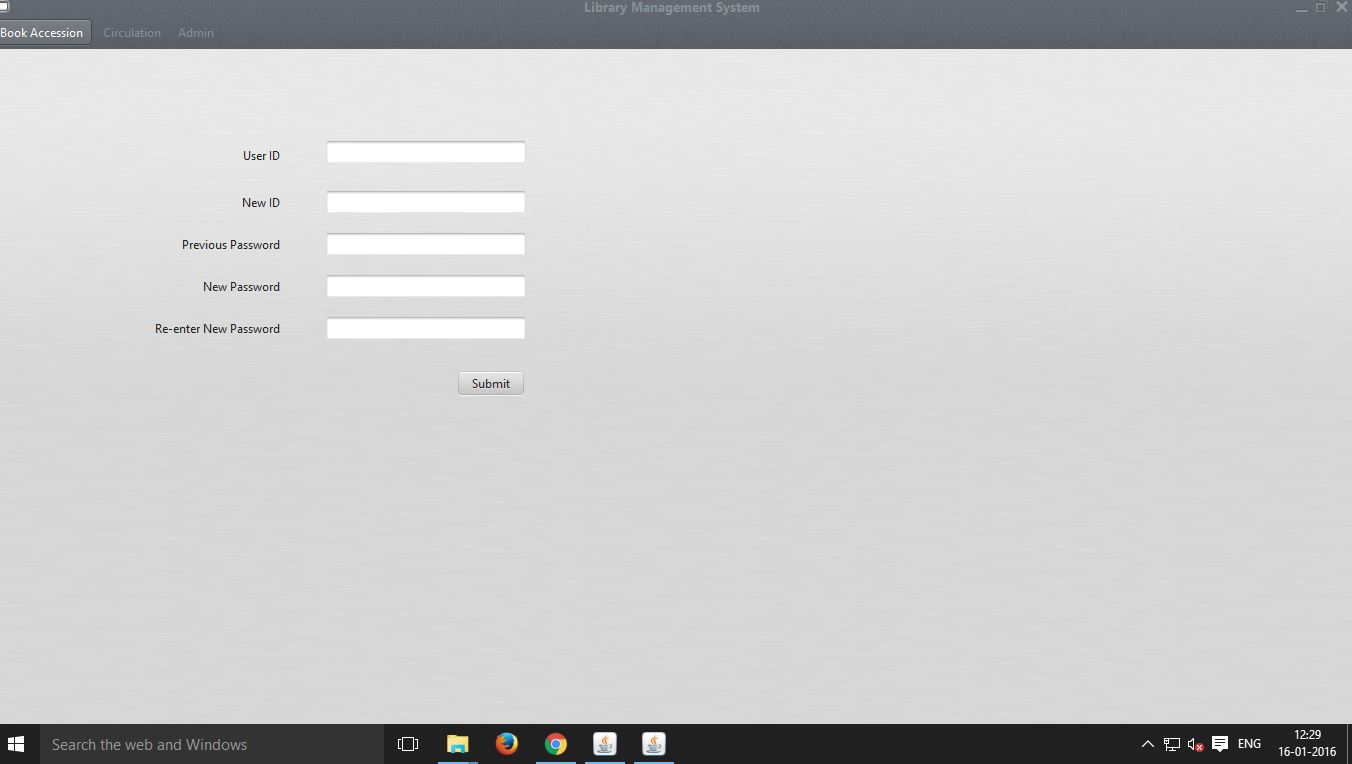 Library Management System
Book Accession Circulation Admin
User ID
New ID
Previous Password
New Password
Re-enter New Password
Submit
Search the web and Windows
ENG
12:29
16-01-2016